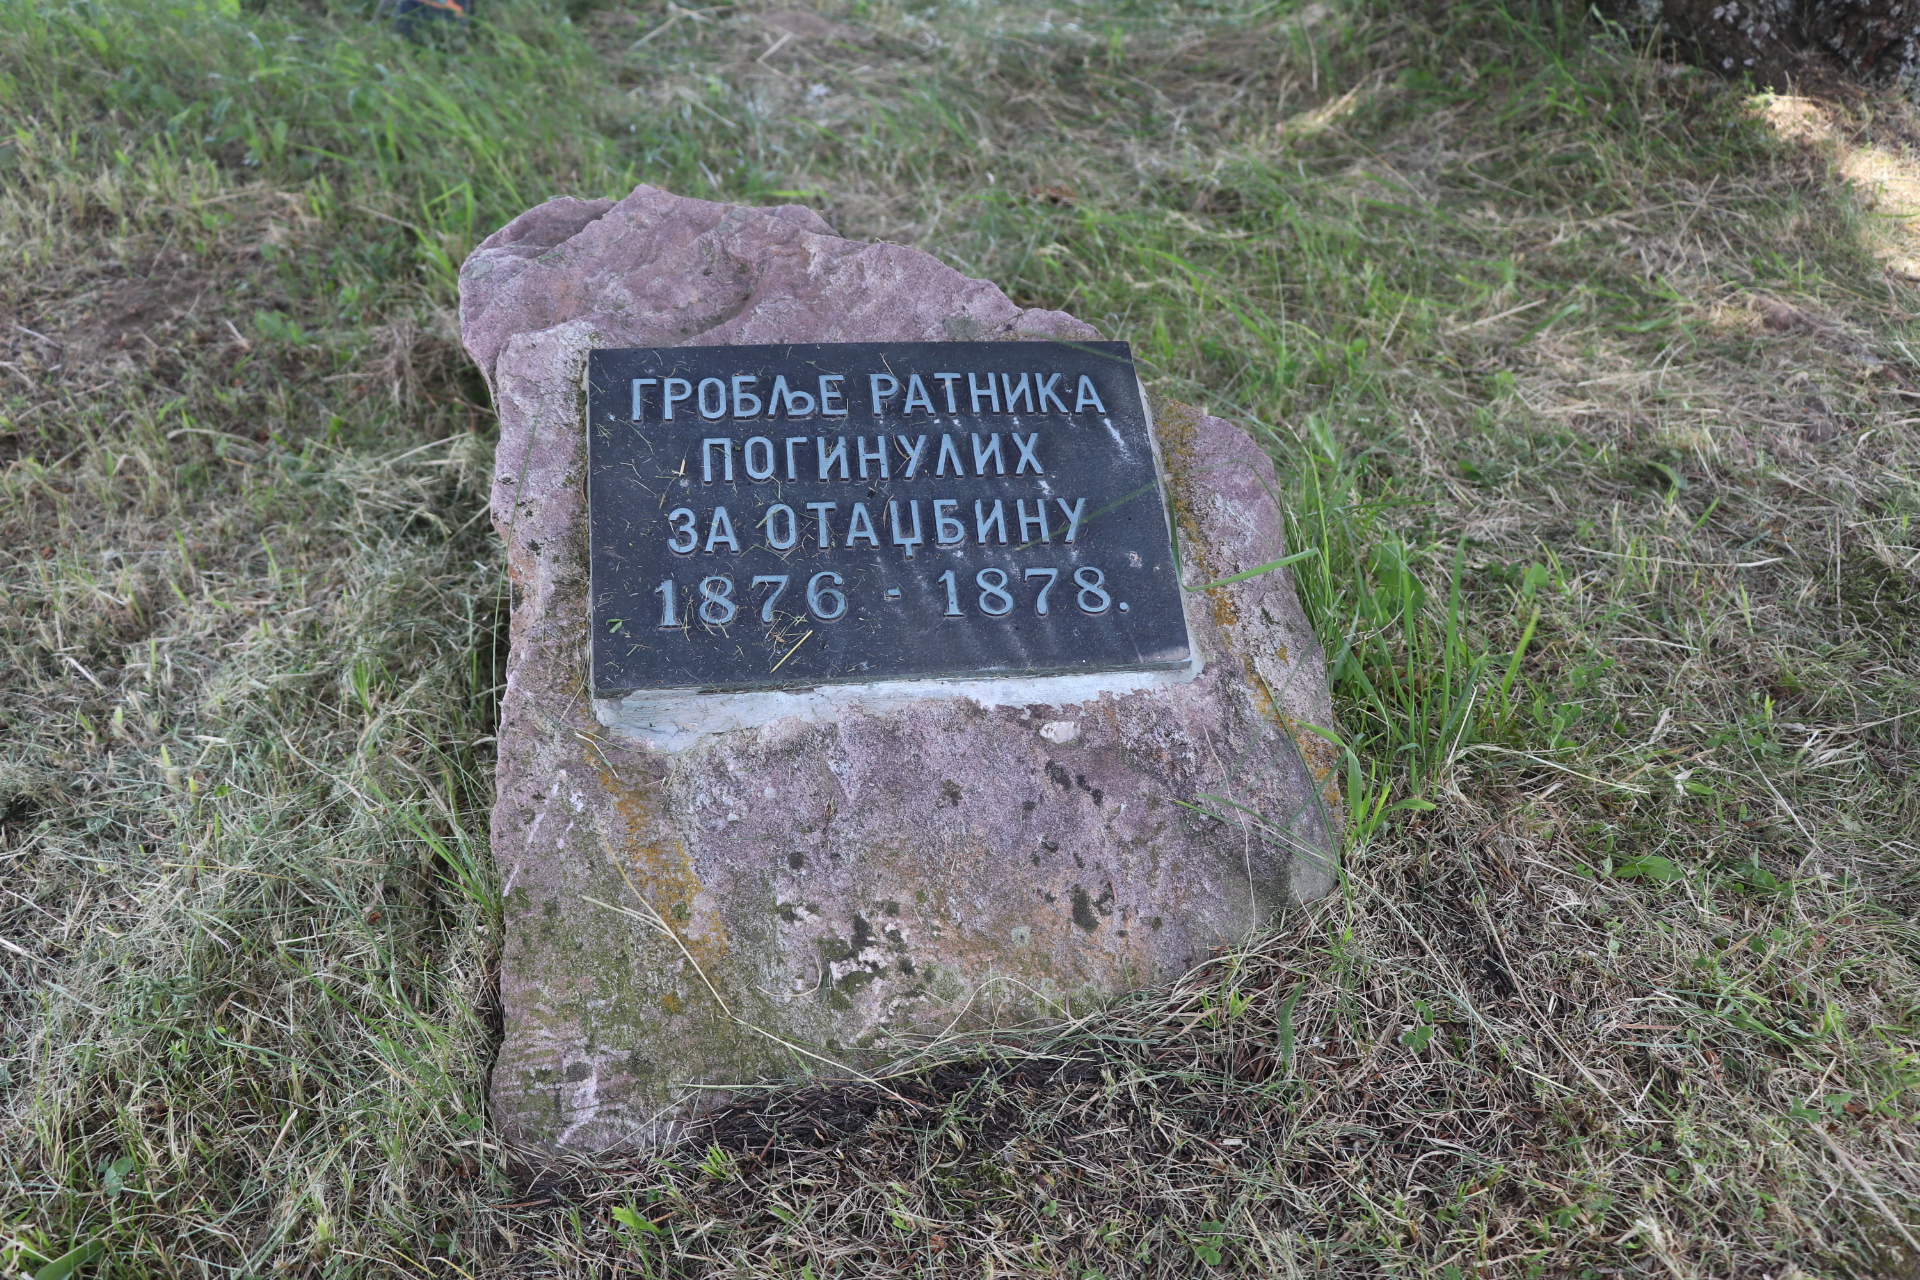 ГРОБЉЕ РАТНИКА
ПОГИНУЛИХ
ЗА ОТАЏБИНУ
1876 - 1878.